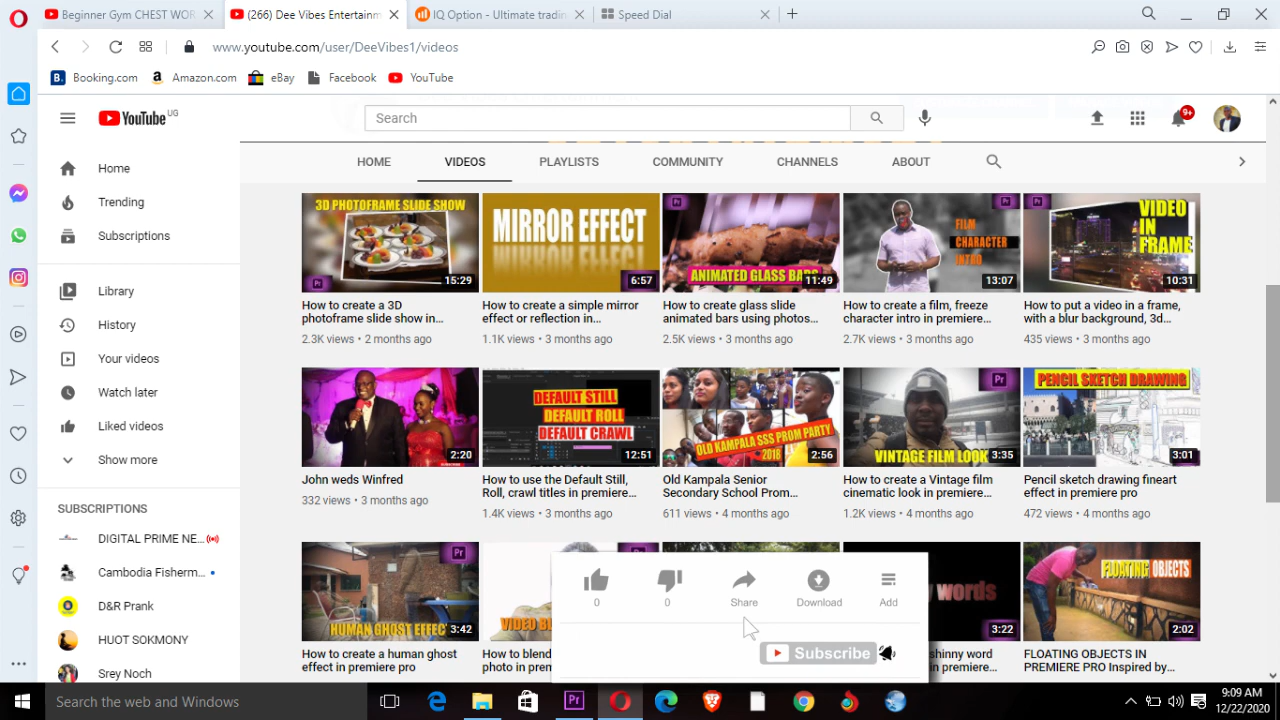 Beginner Gym CHEST WOR
(266) Dee Vibes Entertainm
IQ Option - Ultimate tradin
Speed Dial
www.youtube.com/user/DeeVibes1/videos
Booking.com
Amazon.com
eBay
Facebook
YouTube
YouTube UG
Search
9+
HOME
VIDEOS
PLAYLISTS
COMMUNITY
CHANNELS
ABOUT
Home
Trending
Subscriptions
Library
History
Your videos
Watch later
Liked videos
Show more
SUBSCRIPTIONS
DIGITAL PRIME NE...
Cambodia Fisherm...
D&R Prank
HUOT SOKMONY
Srey Noch
3D PHOTOFRAME SLIDE SHOW
15:29
How to create a 3D
photoframe slide show in...
2.3K views • 2 months ago
MIRROR EFFECT
6:57
How to create a simple mirror
effect or reflection in...
1.1K views • 3 months ago
ANIMATED GLASS BARS
11:49
How to create glass slide
animated bars using photos...
2.5K views • 3 months ago
FILM
CHARACTER
INTRO
13:07
How to create a film, freeze
character intro in premiere...
2.7K views • 3 months ago
VIDEO
IN
FRAME
10:31
How to put a video in a frame,
with a blur background, 3d...
435 views • 3 months ago
2:20
John weds Winfred
332 views • 3 months ago
DEFAULT STILL
DEFAULT ROLL
DEFAULT CRAWL
12:51
How to use the Default Still,
Roll, crawl titles in premiere...
1.4K views • 3 months ago
OLD KAMPALA SSS PROM PARTY
2018
2:56
Old Kampala Senior
Secondary School Prom...
611 views • 4 months ago
VINTAGE FILM LOOK
3:35
How to create a Vintage film
cinematic look in premiere...
1.2K views • 4 months ago
PENCIL SKETCH DRAWING
3:01
Pencil sketch drawing fineart
effect in premiere pro
472 views • 4 months ago
Pr
HUMAN GHOST EFFECT
3:42
How to create a human ghost
effect in premiere pro
VIDEO
How to blend
photo in prem
words
3:22
shinny word
in premiere...
FLOATING OBJECTS
2:02
FLOATING OBJECTS IN
PREMIERE PRO Inspired by...
0
0
Share
Download
Add
Subscribe
Search the web and Windows
Pr
9:09 AM
12/22/2020